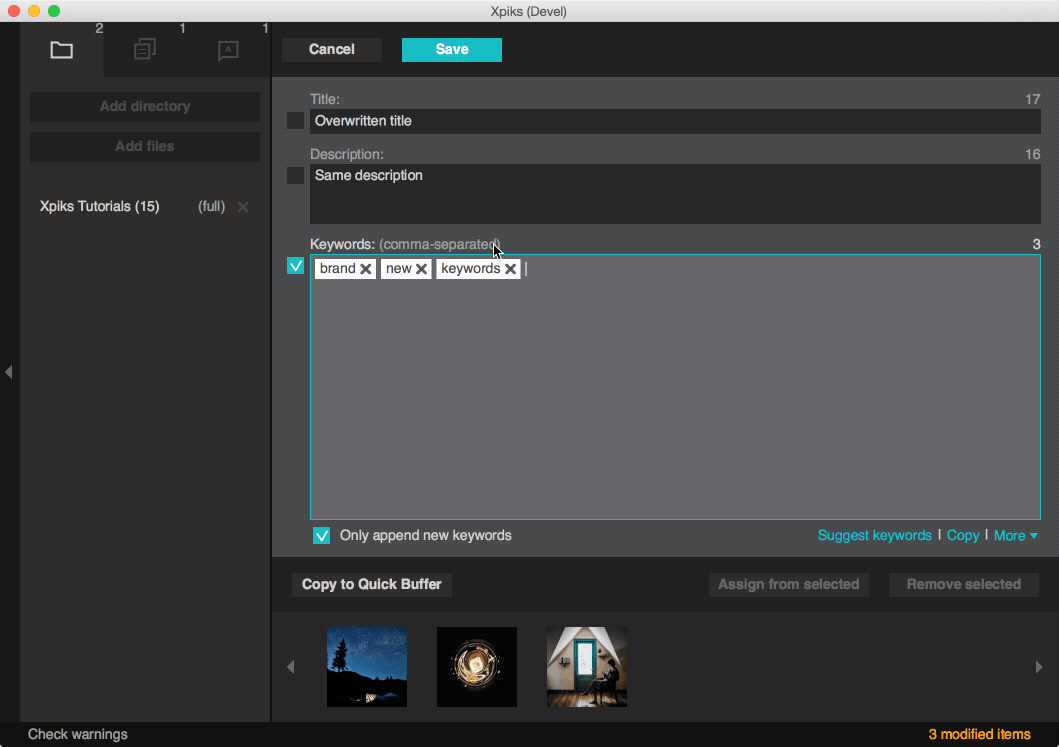 Xpiks (Devel)
2
1
1
A
Cancel
Save
Add directory
Add files
Xpiks Tutorials (15)
(full)
Title:
17
Overwritten title
Description:
16
Same description
Keywords: (comma-separated)
3
brand
new
keywords
Only append new keywords
Suggest keywords | Copy | More
Copy to Quick Buffer
Assign from selected
Remove selected
Check warnings
3 modified items